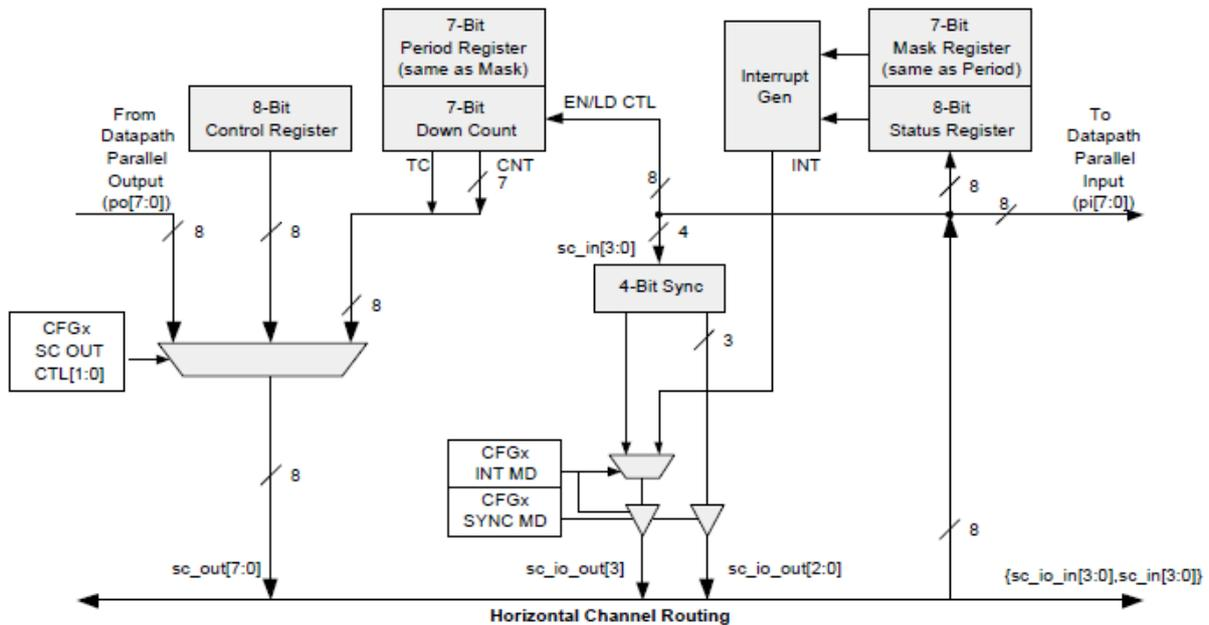 7-Bit
Period Register
(same as Mask)
7-Bit
Down Count
8-Bit
Control Register
From
Datapath
Parallel
Output
(po[7:0])
EN/LD CTL
Interrupt
Gen
7-Bit
Mask Register
(same as Period)
8-Bit
Status Register
To
Datapath
Parallel
Input
(pi[7:0])
TC
CNT
7
INT
8
8
8
8
8
8
4
sc_in[3:0]
4-Bit Sync
3
CFGx
SC OUT
CTL[1:0]
CFGx
INT MD
CFGx
SYNC MD
8
8
sc_out[7:0]
sc_io_out[3]
sc_io_out[2:0]
{sc_io_in[3:0],sc_in[3:0]}
Horizontal Channel Routing